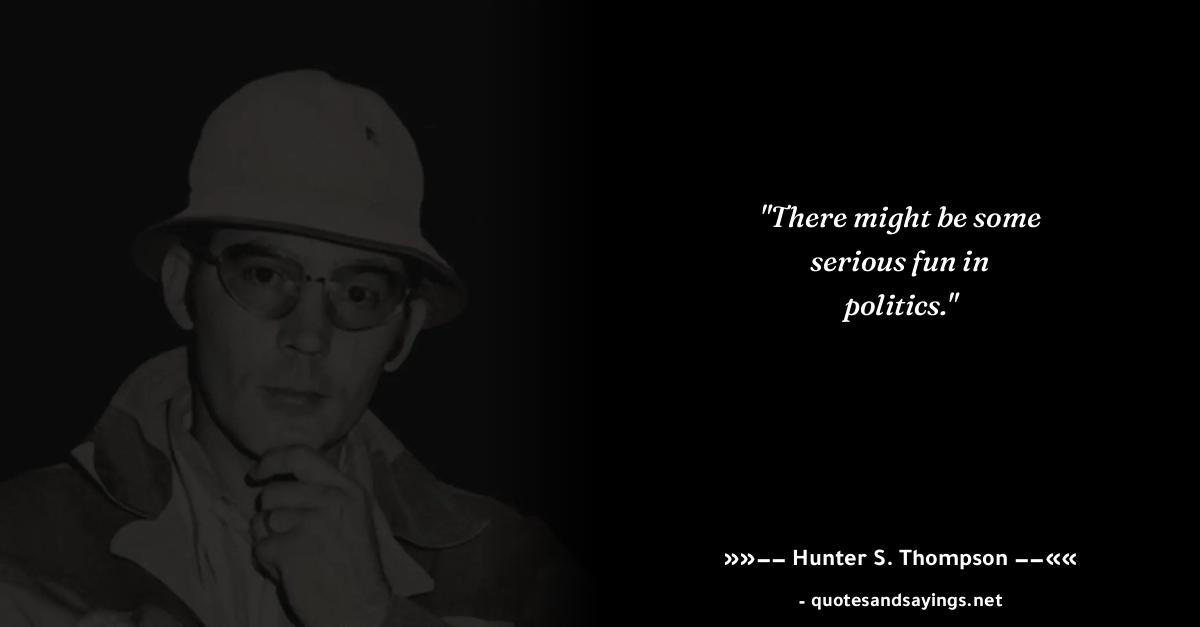 "There might be some
serious fun in
politics."
»»–– Hunter S. Thompson ––««
- quotesandsayings.net